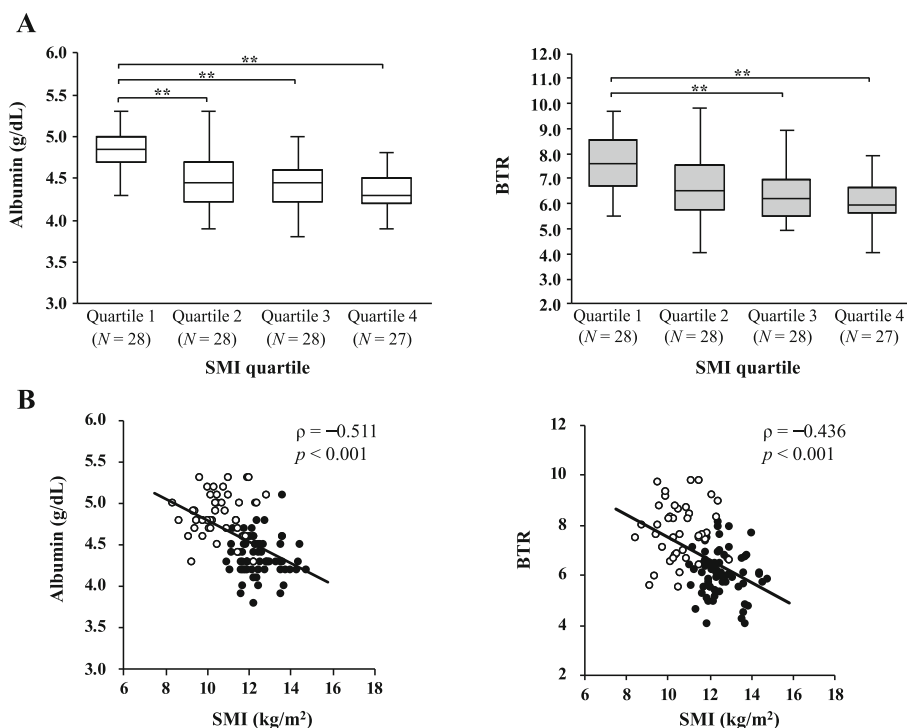 A
Albumin (g/dL)
6.0
5.5
5.0
4.5
4.0
3.5
3.0
**
**
**
Quartile 1 Quartile 2 Quartile 3 Quartile 4
(N = 28) (N = 28) (N = 28) (N = 27)
SMI quartile
BTR
12.0
11.0
10.0
9.0
8.0
7.0
6.0
5.0
4.0
3.0
2.0
**
**
Quartile 1 Quartile 2 Quartile 3 Quartile 4
(N = 28) (N = 28) (N = 28) (N = 27)
SMI quartile
B
Albumin (g/dL)
6.0
5.5
5.0
4.5
4.0
3.5
3.0
ρ = −0.511
p < 0.001
6 8 10 12 14 16 18
SMI (kg/m²)
BTR
12
10
8
6
4
2
ρ = −0.436
p < 0.001
6 8 10 12 14 16 18
SMI (kg/m²)